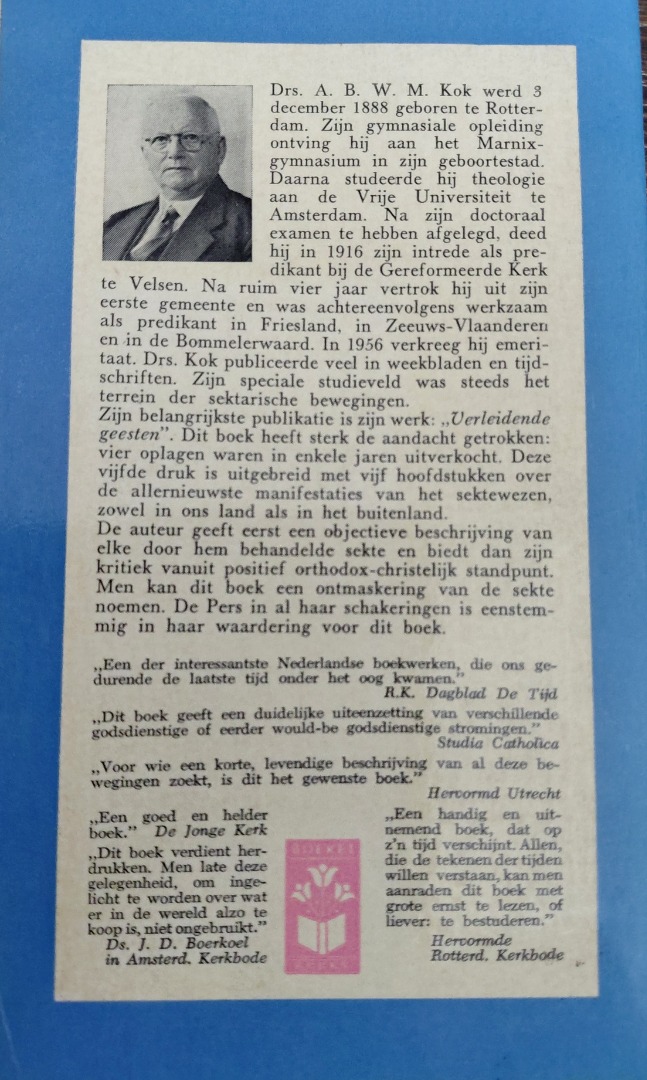 Drs. A. B. W. M. Kok werd 3
december 1888 geboren te Rotter-
dam. Zijn gymnasiale opleiding
ontving hij aan het Marnix-
gymnasium in zijn geboortestad.
Daarna studeerde hij theologie
aan de Vrije Universiteit te
Amsterdam. Na zijn doctoraal
examen te hebben afgelegd, deed
hij in 1916 zijn intrede als pre-
dikant bij de Gereformeerde Kerk
te Velsen. Na ruim vier jaar vertrok hij uit zijn
eerste gemeente en was achtereenvolgens werkzaam
als predikant in Friesland, in Zeeuws-Vlaanderen
en in de Bommelerwaard. In 1956 verkreeg hij emeri-
taat. Drs. Kok publiceerde veel in weekbladen en tijd-
schriften. Zijn speciale studieveld was steeds het
terrein der sektarische bewegingen.
Zijn belangrijkste publikatie is zijn werk: „Verleidende
geesten”. Dit boek heeft sterk de aandacht getrokken:
vier oplagen waren in enkele jaren uitverkocht. Deze
vijfde druk is uitgebreid met vijf hoofdstukken over
de allernieuwste manifestaties van het sektewezen,
zowel in ons land als in het buitenland.
De auteur geeft eerst een objectieve beschrijving van
elke door hem behandelde sekte en biedt dan zijn
kritiek vanuit positief orthodox-christelijk standpunt.
Men kan dit boek een ontmaskering van de sekte
noemen. De Pers in al haar schakeringen is eenstem-
mig in haar waardering voor dit boek.
„Een der interessantste Nederlandse boekwerken, die ons ge-
durende de laatste tijd onder het oog kwamen.”
R.K. Dagblad De Tijd
„Dit boek geeft een duidelijke uiteenzetting van verschillende
godsdienstige of eerder would-be godsdienstige stromingen.”
Studia Catholica
„Voor wie een korte, levendige beschrijving van al deze be-
wegingen zoekt, is dit het gewenste boek.”
Hervormd Utrecht
„Een goed en helder
boek.” De Jonge Kerk
„Dit boek verdient her-
drukken. Men late deze
gelegenheid, om inge-
licht te worden over wat
er in de wereld alzo te
koop is, niet ongebruikt.”
Ds. J. D. Boerkoel
in Amsterd. Kerkbode
BOEKET
REEKS
„Een handig en uit-
nemend boek, dat op
z'n tijd verschijnt. Allen,
die de tekenen der tijden
willen verstaan, kan men
aanraden dit boek met
grote ernst te lezen, of
liever: te bestuderen.”
Hervormde
Rotterd. Kerkbode